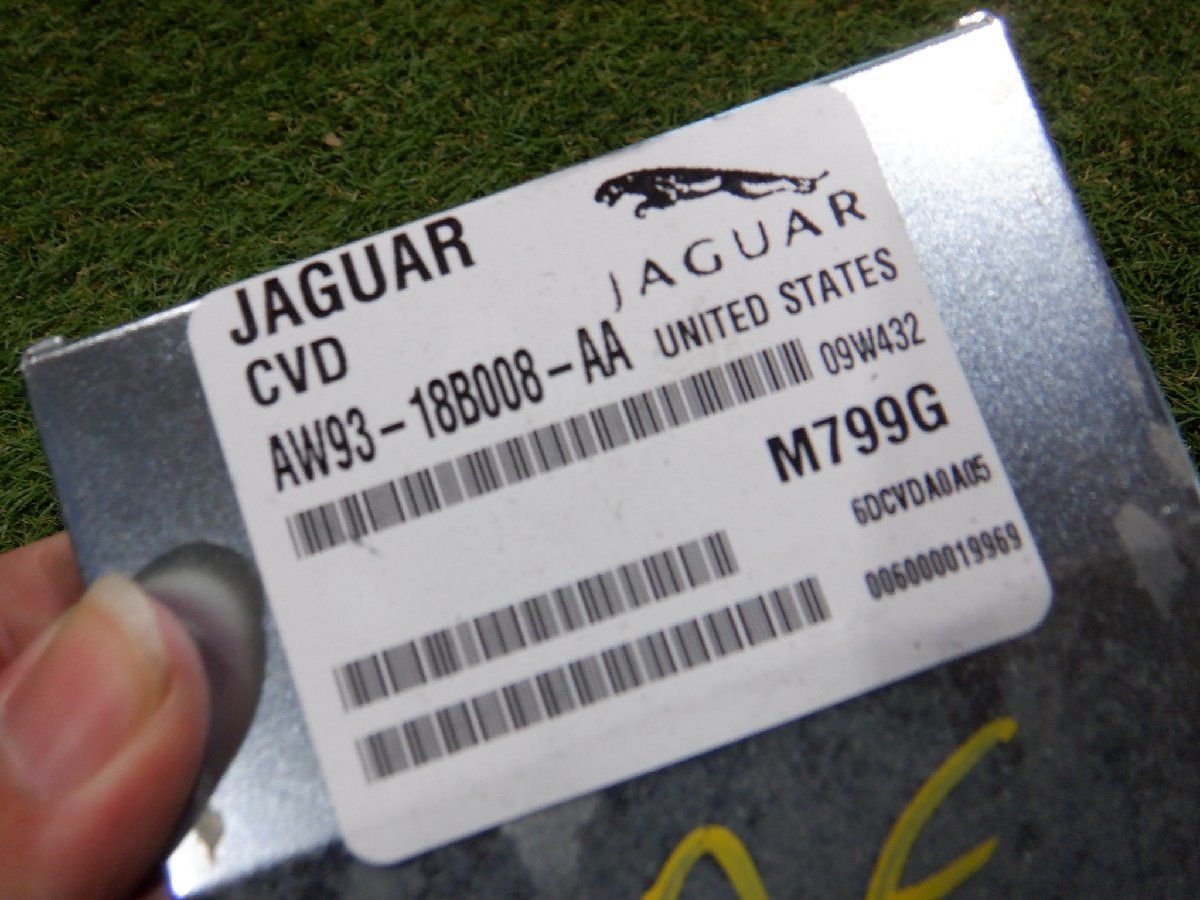 JAGUAR
JAGUAR
CVD
UNITED STATES
AW93-18B008-AA
09W432
M799G
6DCVDA0A05
006000019969